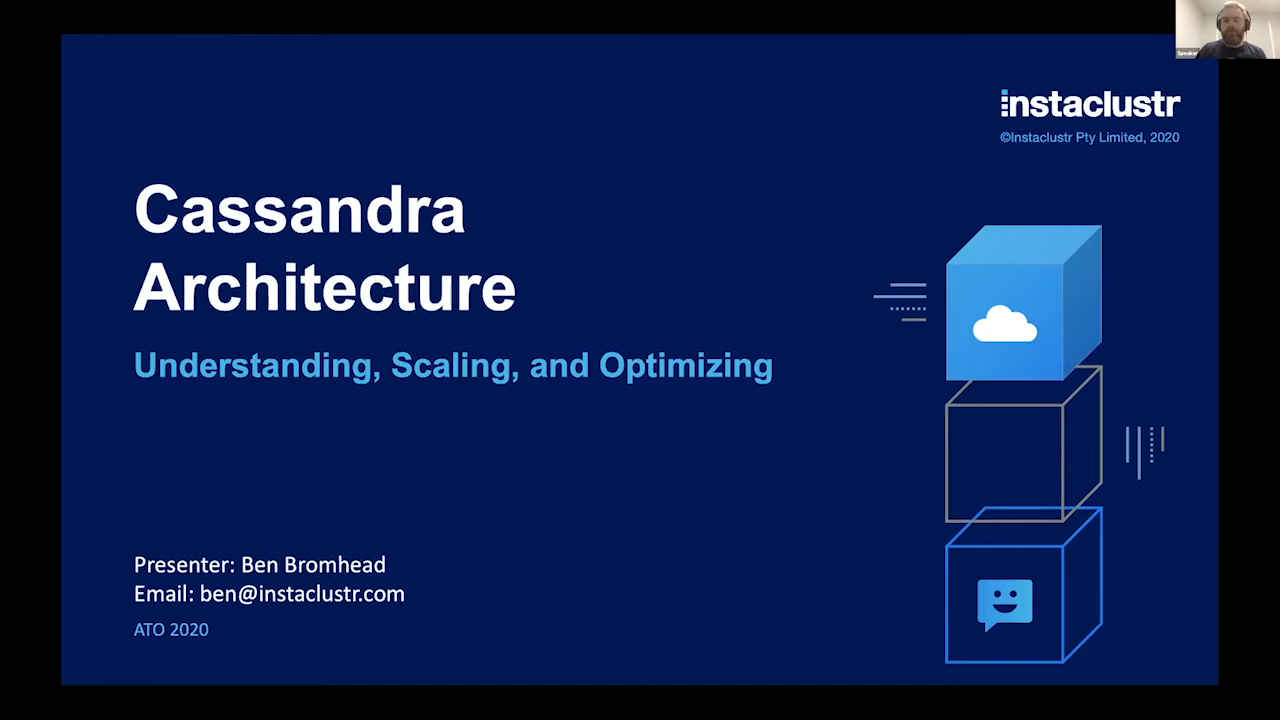 Speaker
instaclustr
©Instaclustr Pty Limited, 2020
Cassandra
Architecture
Understanding, Scaling, and Optimizing
Presenter: Ben Bromhead
Email: ben@instaclustr.com
ATO 2020